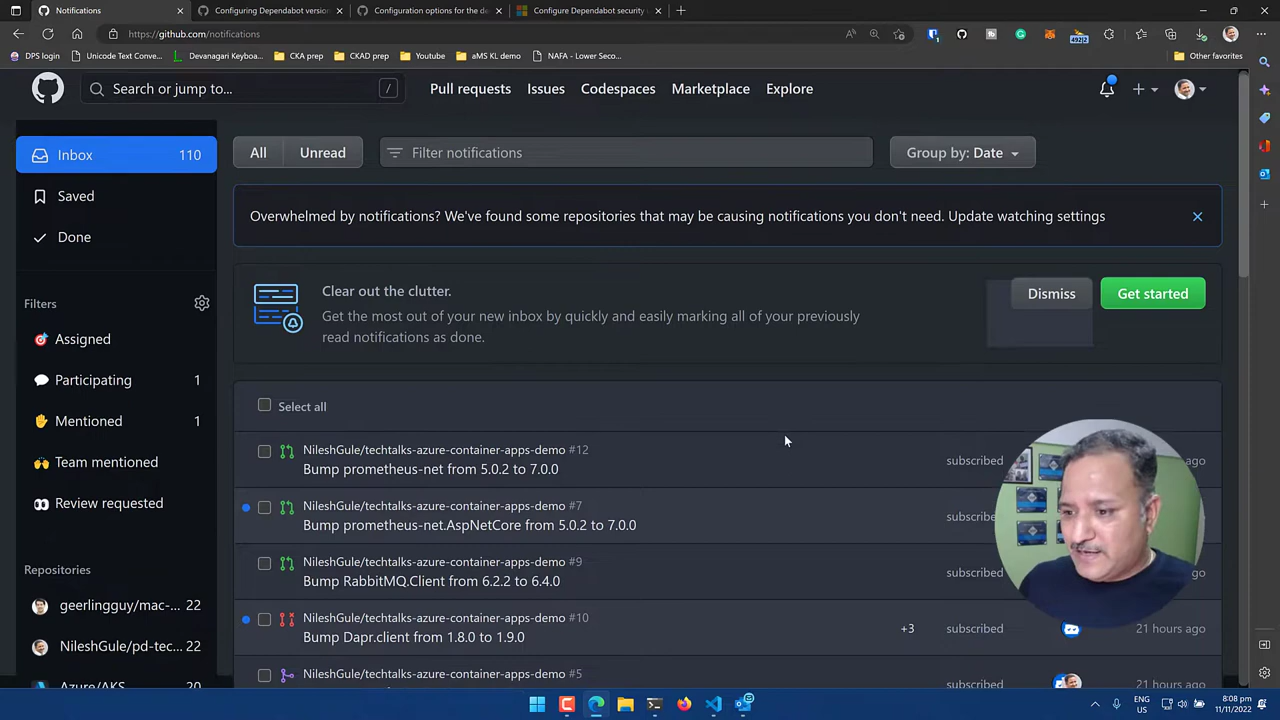 Notifications
Configuring Dependabot version
Configuration options for the de
Configure Dependabot security u
https://github.com/notifications
492|2
DPS login
Unicode Text Conve...
Devanagari Keyboa...
CKA prep
CKAD prep
Youtube
aMS KL demo
NAFA - Lower Seco...
Other favorites
Search or jump to...
/
Pull requests
Issues
Codespaces
Marketplace
Explore
Inbox 110
Saved
Done
Filters
Assigned
Participating 1
Mentioned 1
Team mentioned
Review requested
Repositories
geerlingguy/mac-... 22
NileshGule/pd-tec... 22
Azure/AKS 20
All
Unread
Filter notifications
Group by: Date
Overwhelmed by notifications? We've found some repositories that may be causing notifications you don't need. Update watching settings
Clear out the clutter.
Get the most out of your new inbox by quickly and easily marking all of your previously
read notifications as done.
Dismiss
Get started
Select all
NileshGule/techtalks-azure-container-apps-demo #12
Bump prometheus-net from 5.0.2 to 7.0.0
subscribed
ago
NileshGule/techtalks-azure-container-apps-demo #7
Bump prometheus-net.AspNetCore from 5.0.2 to 7.0.0
subscribed
NileshGule/techtalks-azure-container-apps-demo #9
Bump RabbitMQ.Client from 6.2.2 to 6.4.0
subscribed
ago
NileshGule/techtalks-azure-container-apps-demo #10
Bump Dapr.client from 1.8.0 to 1.9.0
+3
subscribed
21 hours ago
NileshGule/techtalks-azure-container-apps-demo #5
subscribed
21 hours ago
ENG
US
8:08 pm
11/11/2022